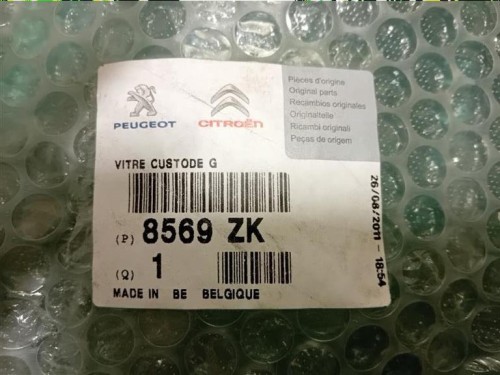 PEUGEOT
CITROËN
Pièces d'origine
Original parts
Recambios originales
Originalteile
Ricambi originali
Peças de origem
VITRE CUSTODE G
(P) 8569 ZK
(Q) 1
MADE IN BE BELGIQUE
26/08/2011 - 18:54